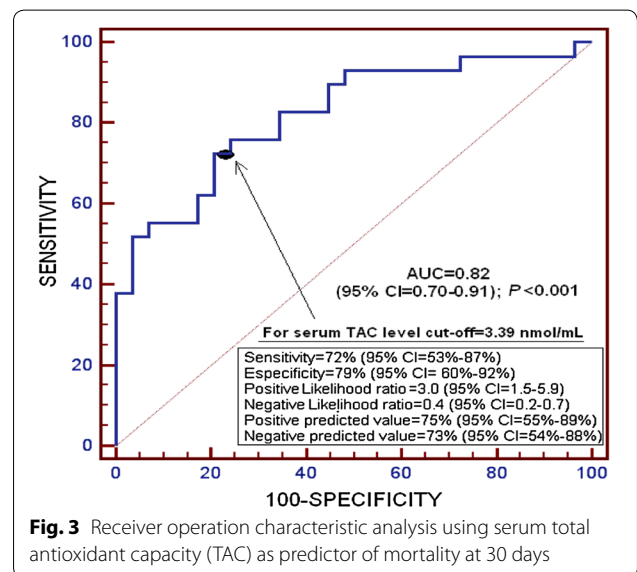 100
80
60
40
20
0
SENSITIVITY
AUC=0.82
(95% CI=0.70-0.91); P<0.001
For serum TAC level cut-off=3.39 nmol/mL
Sensitivity=72% (95% CI=53%-87%)
Especificity=79% (95% CI= 60%-92%)
Positive Likelihood ratio=3.0 (95% CI=1.5-5.9)
Negative Likelihood ratio=0.4 (95% CI=0.2-0.7)
Positive predicted value=75% (95% CI=55%-89%)
Negative predicted value=73% (95% CI=54%-88%)
0 20 40 60 80 100
100-SPECIFICITY
Fig. 3 Receiver operation characteristic analysis using serum total
antioxidant capacity (TAC) as predictor of mortality at 30 days